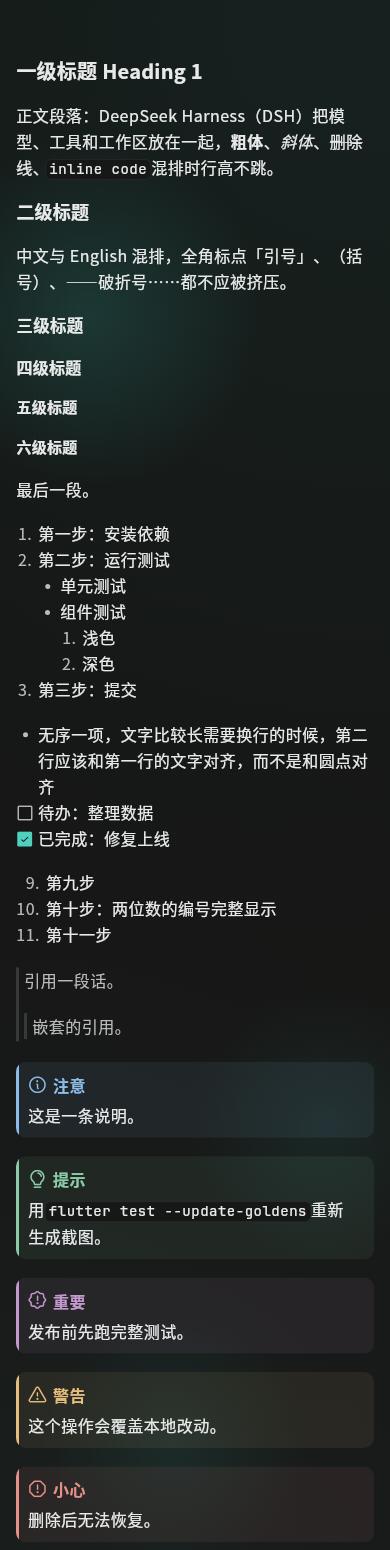 一级标题 Heading 1
正文段落：DeepSeek Harness（DSH）把模
型、工具和工作区放在一起，粗体、斜体、删除
线、inline code 混排时行高不跳。
二级标题
中文与 English 混排，全角标点「引号」、（括
号）、——破折号……都不应被挤压。
三级标题
四级标题
五级标题
六级标题
最后一段。
1. 第一步：安装依赖
2. 第二步：运行测试
• 单元测试
• 组件测试
1. 浅色
2. 深色
3. 第三步：提交
• 无序一项，文字比较长需要换行的时候，第二
行应该和第一行的文字对齐，而不是和圆点对
齐
待办：整理数据
已完成：修复上线
9. 第九步
10. 第十步：两位数的编号完整显示
11. 第十一步
引用一段话。
嵌套的引用。
注意
这是一条说明。
提示
用 flutter test --update-goldens 重新
生成截图。
重要
发布前先跑完整测试。
警告
这个操作会覆盖本地改动。
小心
删除后无法恢复。